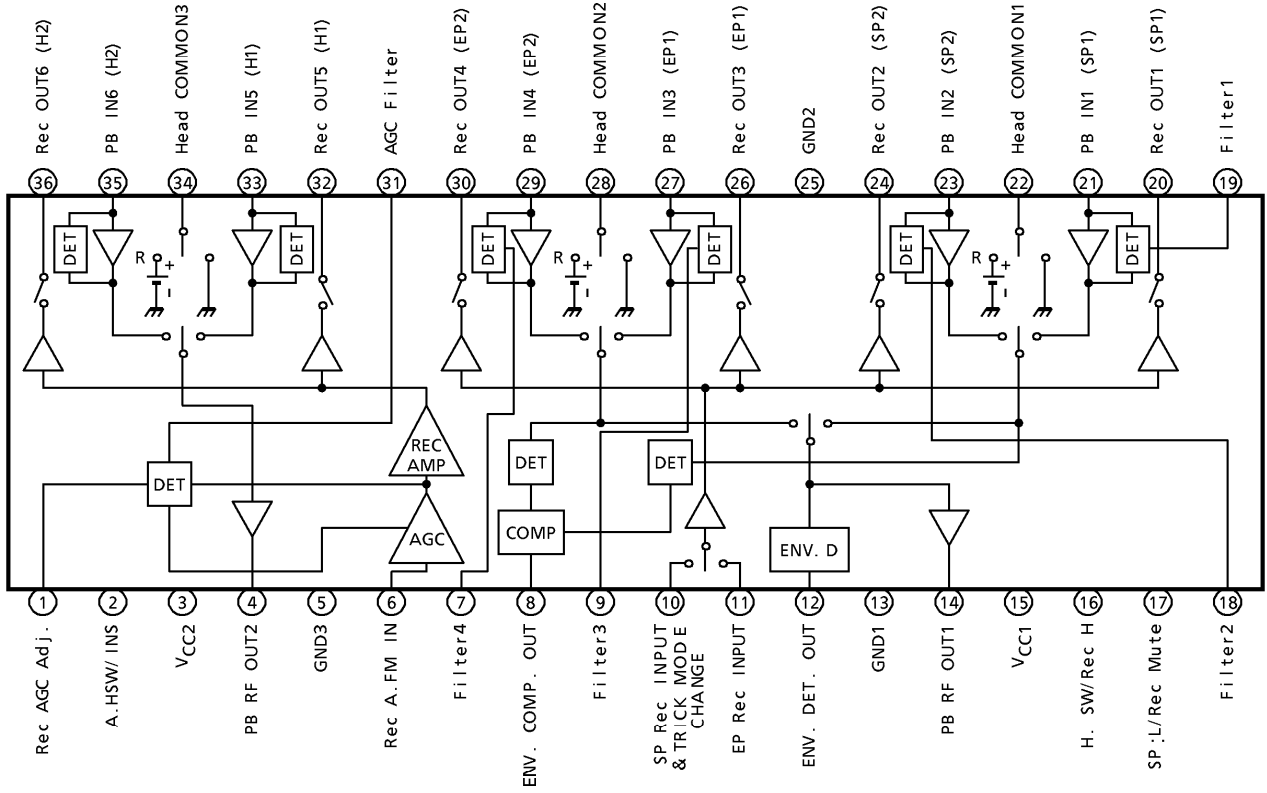 Rec OUT6 (H2)
PB IN6 (H2)
Head COMMON3
PB IN5 (H1)
Rec OUT5 (H1)
AGC Filter
Rec OUT4 (EP2)
PB IN4 (EP2)
Head COMMON2
PB IN3 (EP1)
Rec OUT3 (EP1)
GND2
Rec OUT2 (SP2)
PB IN2 (SP2)
Head COMMON1
PB IN1 (SP1)
Rec OUT1 (SP1)
Filter1
36 35 34 33 32 31 30 29 28 27 26 25 24 23 22 21 20 19
DET
R
+
DET
DET
R
+
DET
DET
R
+
DET
REC
AMP
DET
DET
DET
AGC
COMP
ENV. D
1 2 3 4 5 6 7 8 9 10 11 12 13 14 15 16 17 18
Rec AGC Adj.
A.HSW/INS
VCC2
PB RF OUT2
GND3
Rec A.FM IN
Filter4
ENV. COMP. OUT
Filter3
SP Rec INPUT
& TRICK MODE
CHANGE
EP Rec INPUT
ENV. DET. OUT
GND1
PB RF OUT1
VCC1
H. SW/Rec H
SP:L/Rec Mute
Filter2